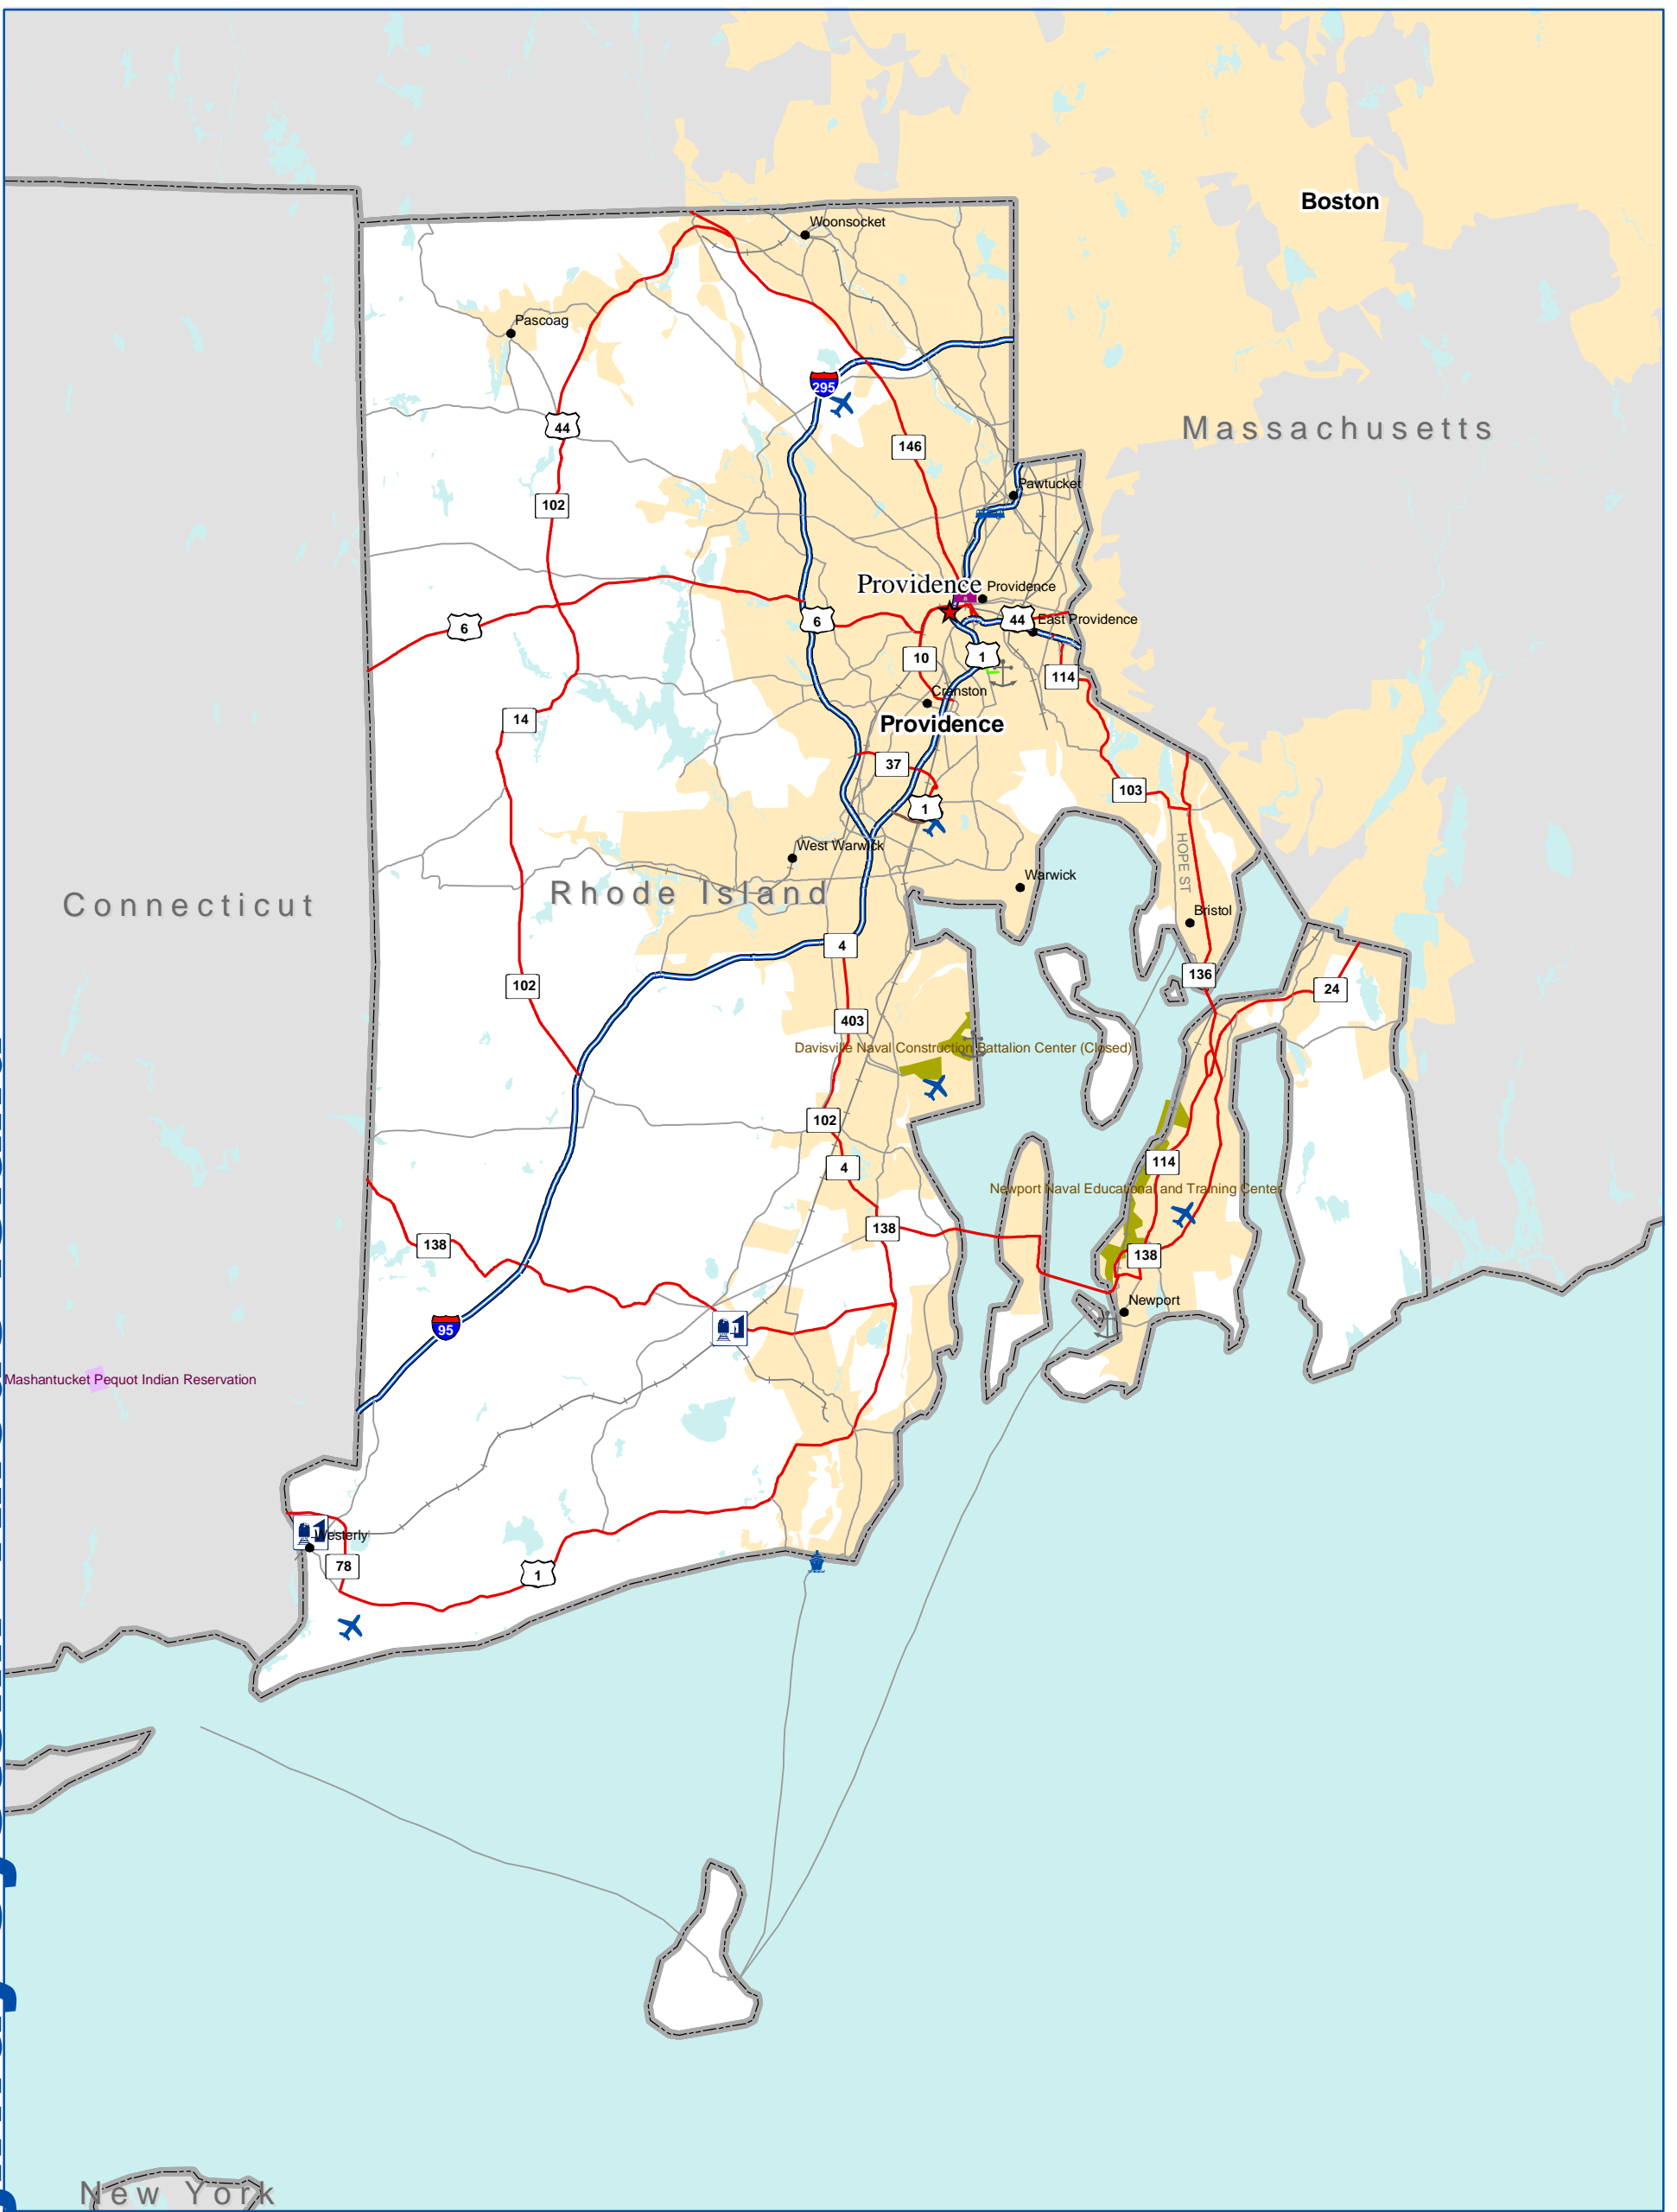 Boston
Woonsocket
Pascoag
295
Massachusetts
44
146
Pawtucket
102
Providence
Providence
6
6
44
East Providence
10
1
114
Cranston
14
Providence
37
103
1
HOPE ST
West Warwick
Warwick
Rhode Island
Connecticut
Bristol
4
136
102
24
403
Davisville Naval Construction Battalion Center (Closed)
102
114
4
Newport Naval Educational and Training Center
138
138
138
Newport
95
Mashantucket Pequot Indian Reservation
Westerly
78
1
New York